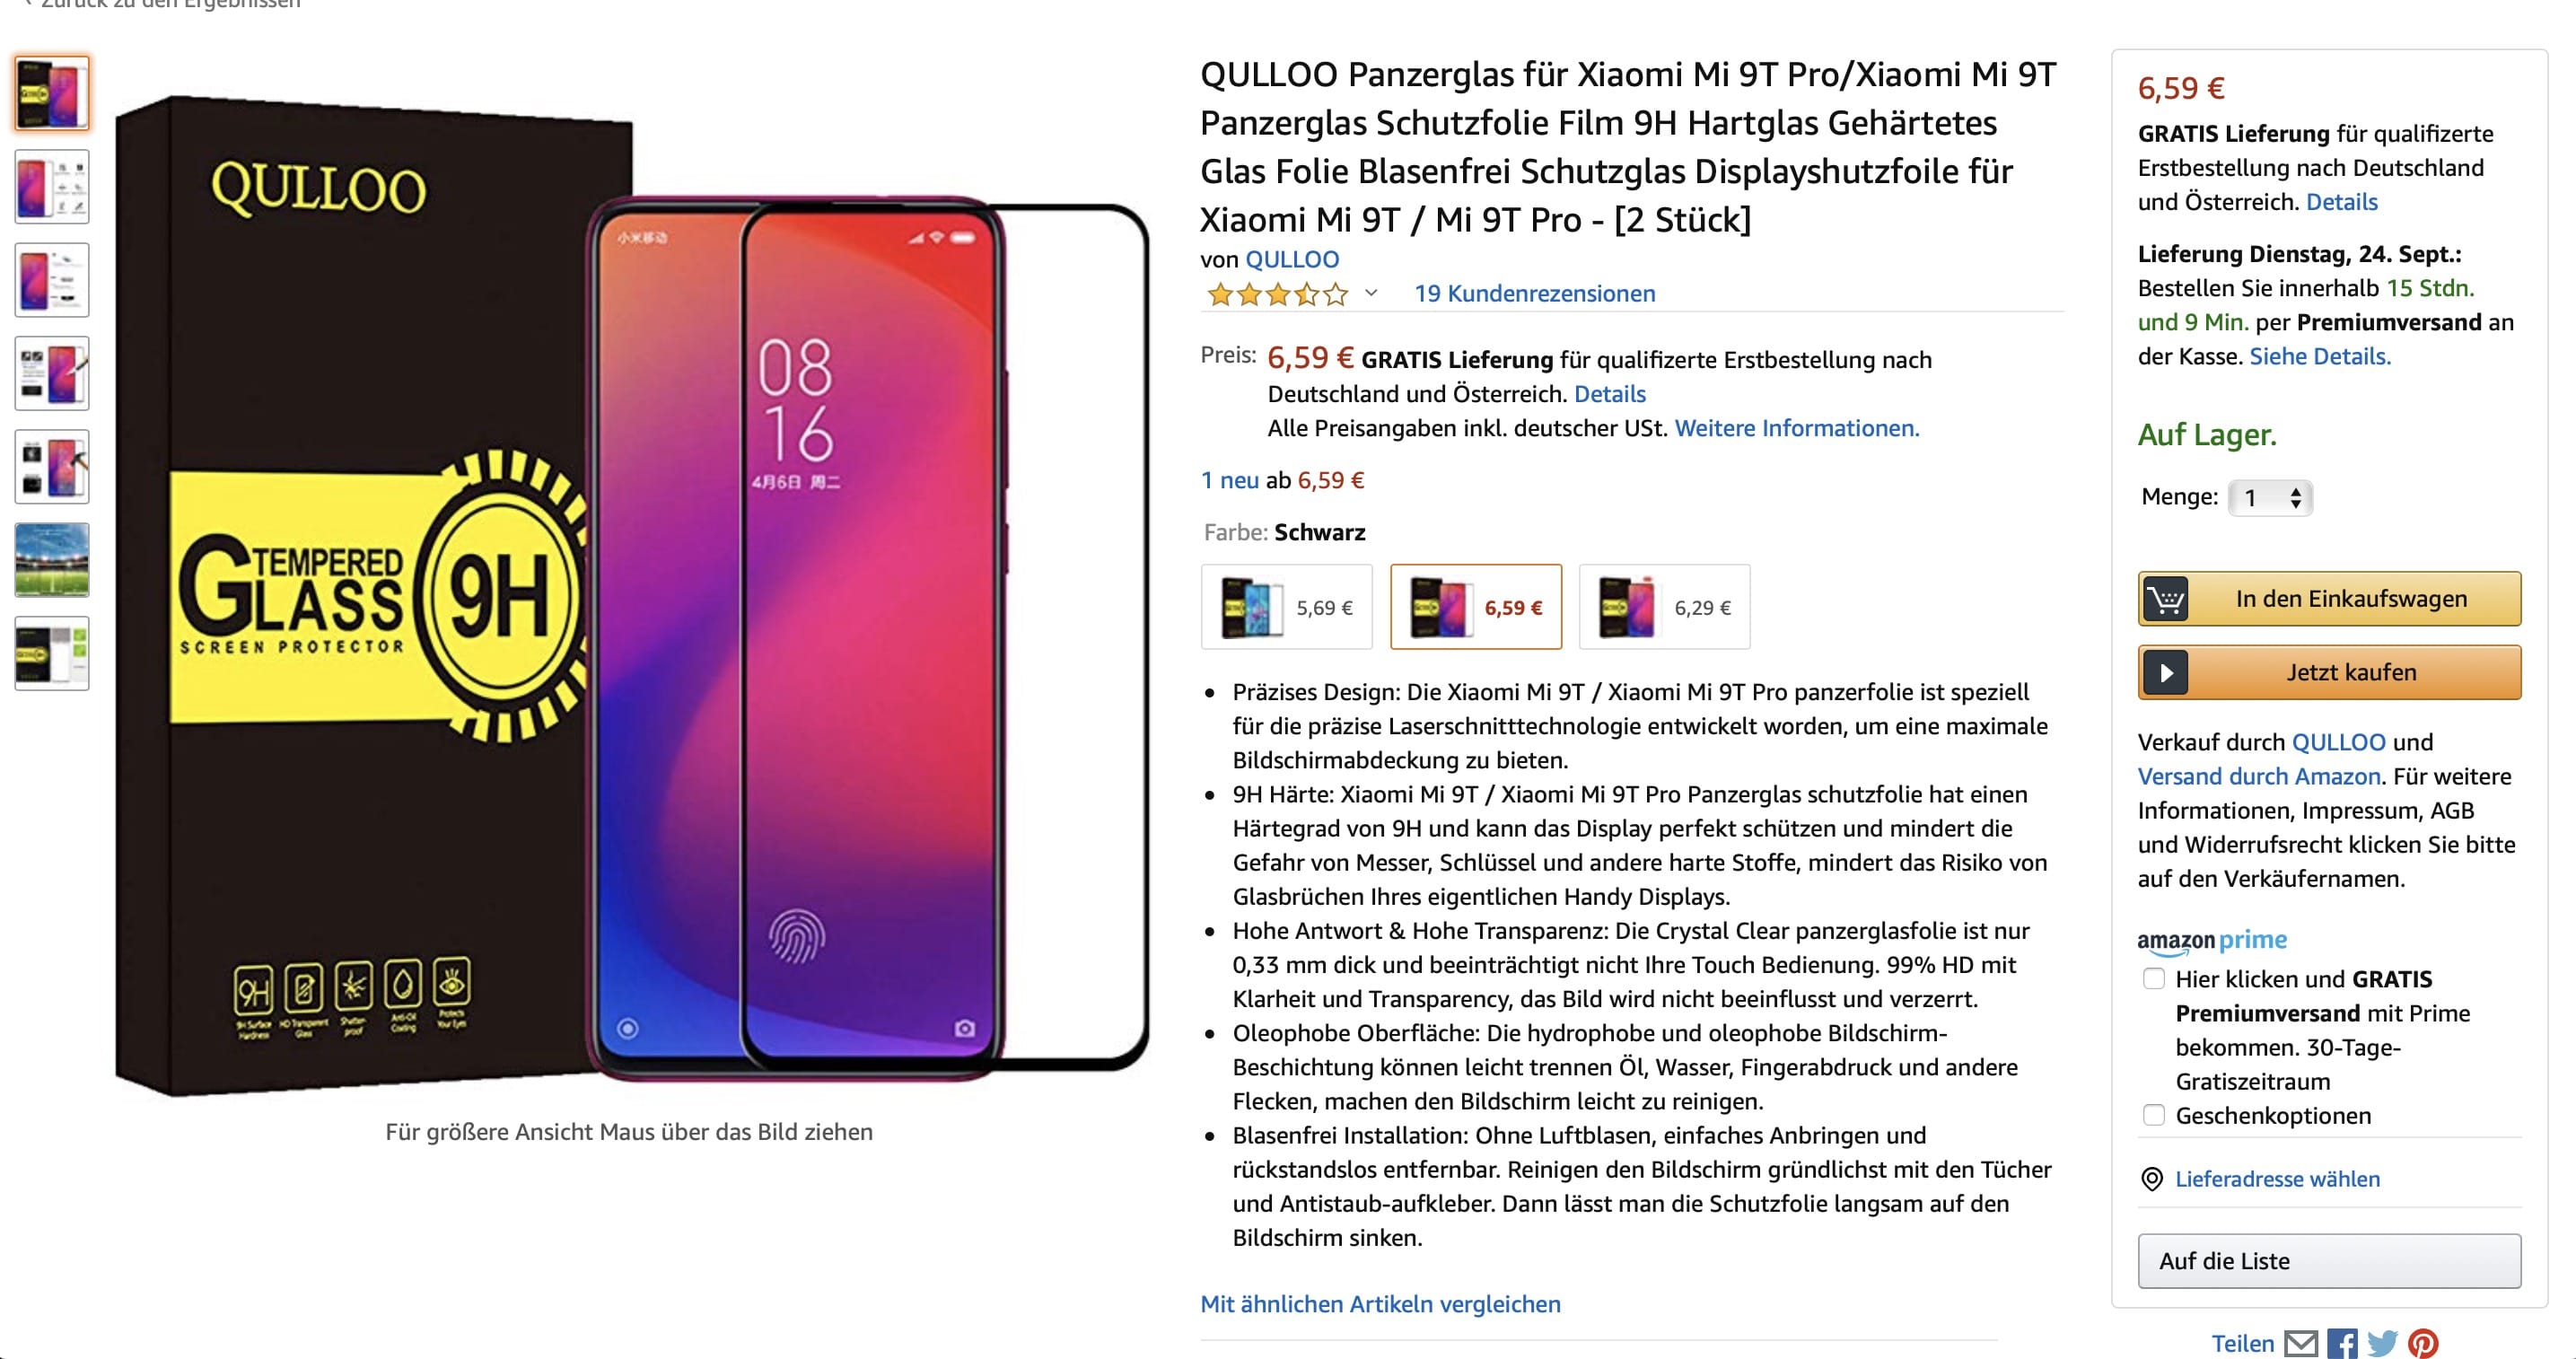 Zurück zu den Ergebnissen
QULLOO
TEMPERED
GLASS
SCREEN PROTECTOR
9H
9H
9H Surface
Hardness
HD Transparent
Glass
Shatter-
proof
Anti-Oil
Coating
Protects
Your Eyes
小米移动
08
16
4月6日 周二
Für größere Ansicht Maus über das Bild ziehen
QULLOO Panzerglas für Xiaomi Mi 9T Pro/Xiaomi Mi 9T
Panzerglas Schutzfolie Film 9H Hartglas Gehärtetes
Glas Folie Blasenfrei Schutzglas Displayshutzfoile für
Xiaomi Mi 9T / Mi 9T Pro - [2 Stück]
von QULLOO
19 Kundenrezensionen
Preis: 6,59 € GRATIS Lieferung für qualifizerte Erstbestellung nach
Deutschland und Österreich. Details
Alle Preisangaben inkl. deutscher USt. Weitere Informationen.
1 neu ab 6,59 €
Farbe: Schwarz
5,69 €
6,59 €
6,29 €
Präzises Design: Die Xiaomi Mi 9T / Xiaomi Mi 9T Pro panzerfolie ist speziell
für die präzise Laserschnitttechnologie entwickelt worden, um eine maximale
Bildschirmabdeckung zu bieten.
9H Härte: Xiaomi Mi 9T / Xiaomi Mi 9T Pro Panzerglas schutzfolie hat einen
Härtegrad von 9H und kann das Display perfekt schützen und mindert die
Gefahr von Messer, Schlüssel und andere harte Stoffe, mindert das Risiko von
Glasbrüchen Ihres eigentlichen Handy Displays.
Hohe Antwort & Hohe Transparenz: Die Crystal Clear panzerglasfolie ist nur
0,33 mm dick und beeinträchtigt nicht Ihre Touch Bedienung. 99% HD mit
Klarheit und Transparency, das Bild wird nicht beeinflusst und verzerrt.
Oleophobe Oberfläche: Die hydrophobe und oleophobe Bildschirm-
Beschichtung können leicht trennen Öl, Wasser, Fingerabdruck und andere
Flecken, machen den Bildschirm leicht zu reinigen.
Blasenfrei Installation: Ohne Luftblasen, einfaches Anbringen und
rückstandslos entfernbar. Reinigen den Bildschirm gründlichst mit den Tücher
und Antistaub-aufkleber. Dann lässt man die Schutzfolie langsam auf den
Bildschirm sinken.
Mit ähnlichen Artikeln vergleichen
6,59 €
GRATIS Lieferung für qualifizerte
Erstbestellung nach Deutschland
und Österreich. Details
Lieferung Dienstag, 24. Sept.:
Bestellen Sie innerhalb 15 Stdn.
und 9 Min. per Premiumversand an
der Kasse. Siehe Details.
Auf Lager.
Menge: 1
In den Einkaufswagen
Jetzt kaufen
Verkauf durch QULLOO und
Versand durch Amazon. Für weitere
Informationen, Impressum, AGB
und Widerrufsrecht klicken Sie bitte
auf den Verkäufernamen.
amazon prime
Hier klicken und GRATIS
Premiumversand mit Prime
bekommen. 30-Tage-
Gratiszeitraum
Geschenkoptionen
Lieferadresse wählen
Auf die Liste
Teilen